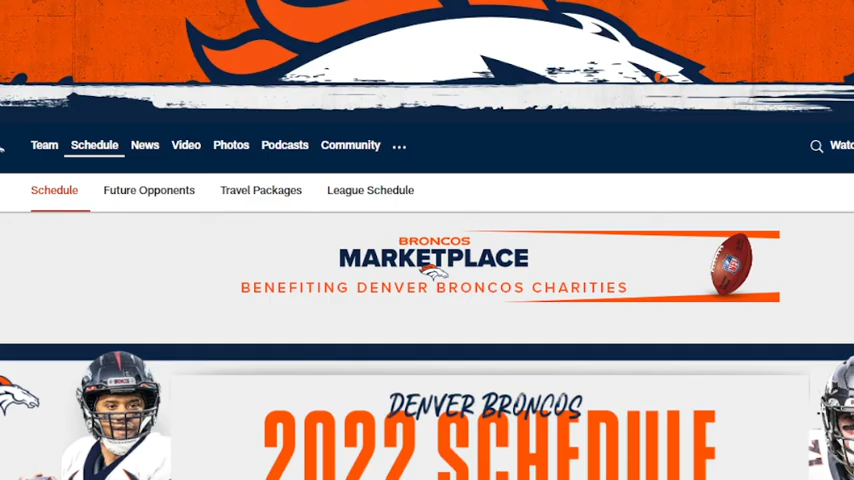 Team Schedule News Video Photos Podcasts Community ...
Schedule Future Opponents Travel Packages League Schedule
BRONCOS
MARKETPLACE
BENEFITING DENVER BRONCOS CHARITIES
DENVER BRONCOS
2022 SCHEDULE